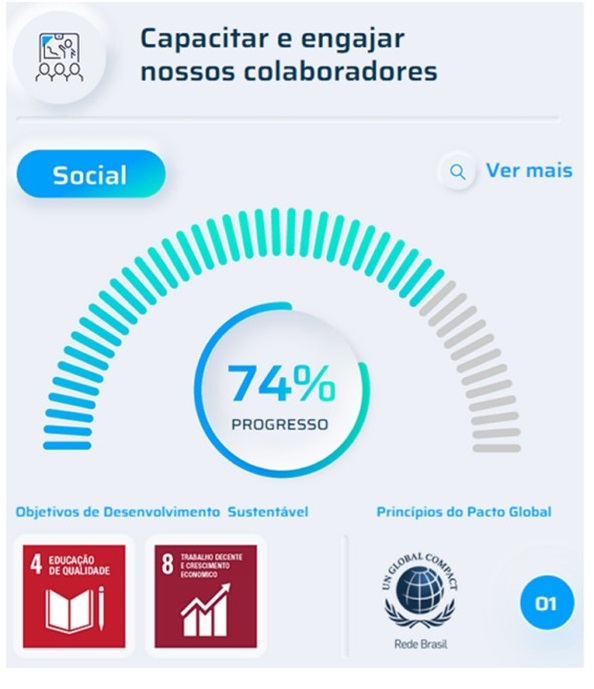 Capacitar e engajar
nossos colaboradores
Social
Ver mais
74%
PROGRESSO
Objetivos de Desenvolvimento Sustentável
Princípios do Pacto Global
4 EDUCAÇÃO
DE QUALIDADE
8 TRABALHO DECENTE
E CRESCIMENTO
ECONOMICO
UN GLOBAL COMPACT
Rede Brasil
01